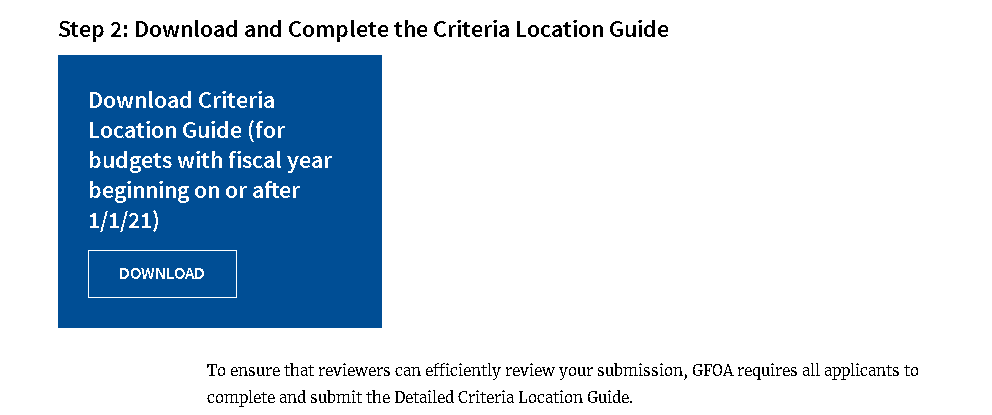 Step 2: Download and Complete the Criteria Location Guide
Download Criteria
Location Guide (for
budgets with fiscal year
beginning on or after
1/1/21)
DOWNLOAD
To ensure that reviewers can efficiently review your submission, GFOA requires all applicants to
complete and submit the Detailed Criteria Location Guide.